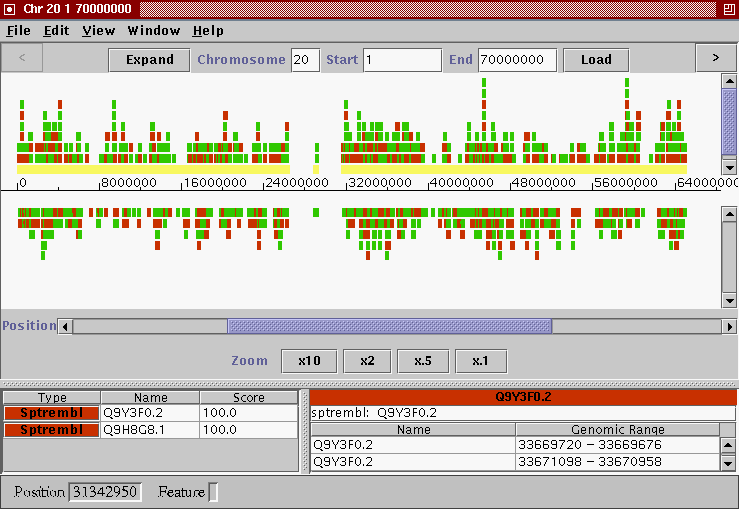 Chr 20 1 70000000
File Edit View Window Help
< Expand Chromosome 20 Start 1 End 70000000 Load >
0 8000000 16000000 24000000 32000000 40000000 48000000 56000000 64000000
Position
Zoom x10 x2 x.5 x.1
Type Name Score
Sptrembl Q9Y3F0.2 100.0
Sptrembl Q9H8G8.1 100.0
Q9Y3F0.2
sptrembl: Q9Y3F0.2
Name Genomic Range
Q9Y3F0.2 33669720 - 33669676
Q9Y3F0.2 33671098 - 33670958
Position 31342950 Feature